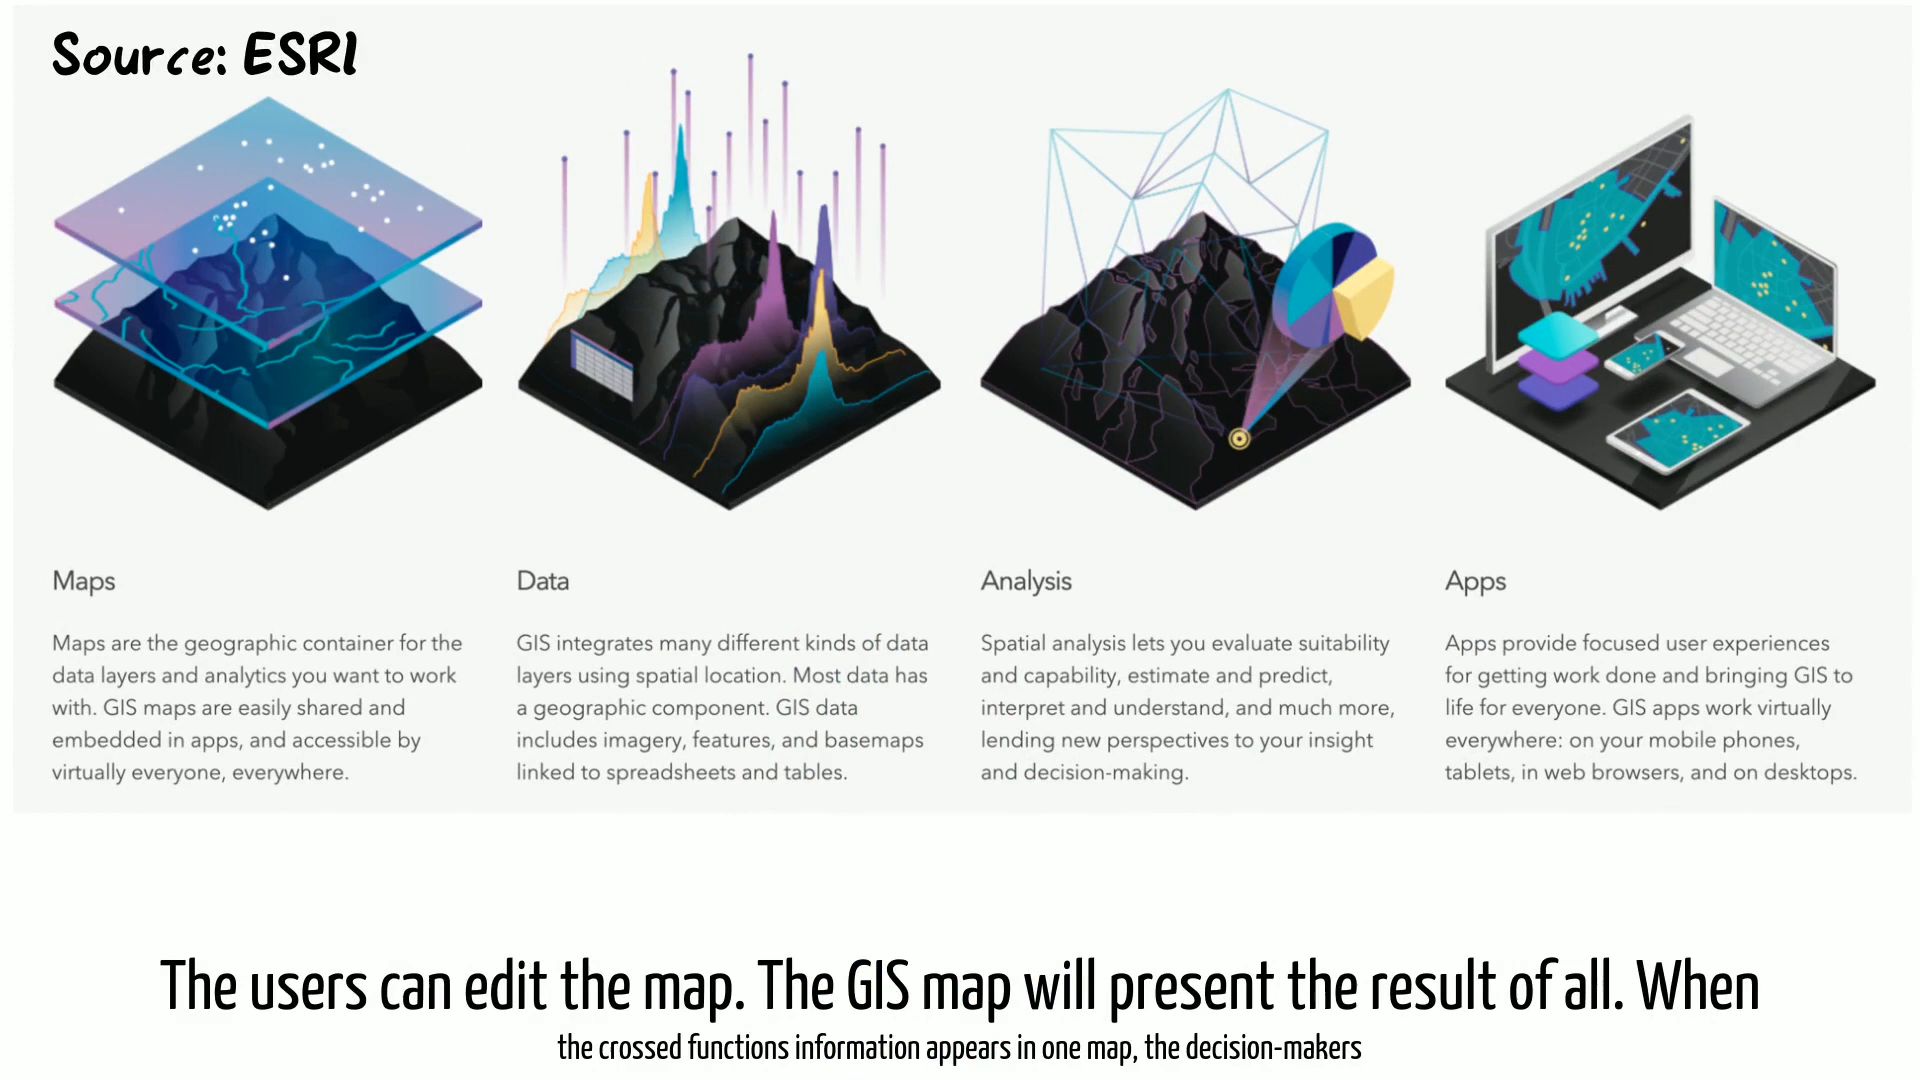 Source: ESRI
Maps
Maps are the geographic container for the
data layers and analytics you want to work
with. GIS maps are easily shared and
embedded in apps, and accessible by
virtually everyone, everywhere.
Data
GIS integrates many different kinds of data
layers using spatial location. Most data has
a geographic component. GIS data
includes imagery, features, and basemaps
linked to spreadsheets and tables.
Analysis
Spatial analysis lets you evaluate suitability
and capability, estimate and predict,
interpret and understand, and much more,
lending new perspectives to your insight
and decision-making.
Apps
Apps provide focused user experiences
for getting work done and bringing GIS to
life for everyone. GIS apps work virtually
everywhere: on your mobile phones,
tablets, in web browsers, and on desktops.
The users can edit the map. The GIS map will present the result of all. When
the crossed functions information appears in one map, the decision-makers